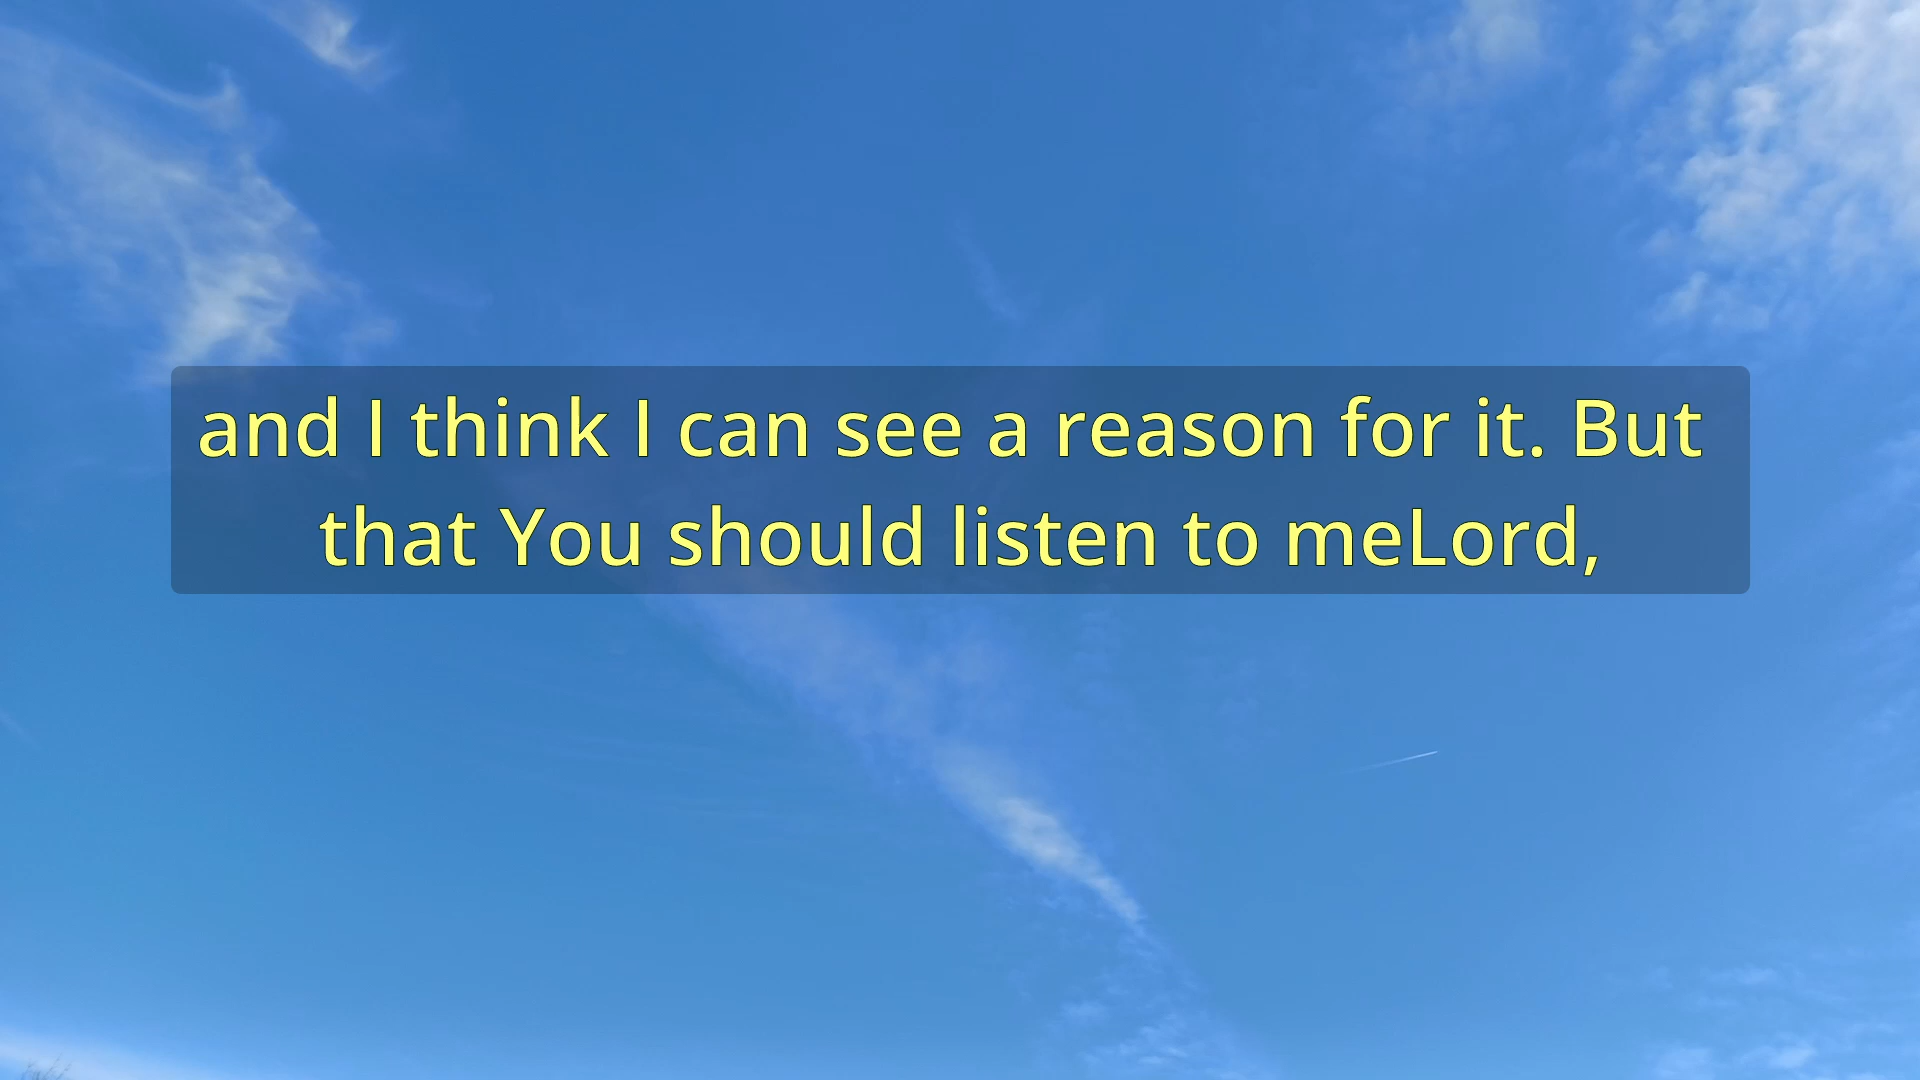 and I think I can see a reason for it. But
that You should listen to meLord,